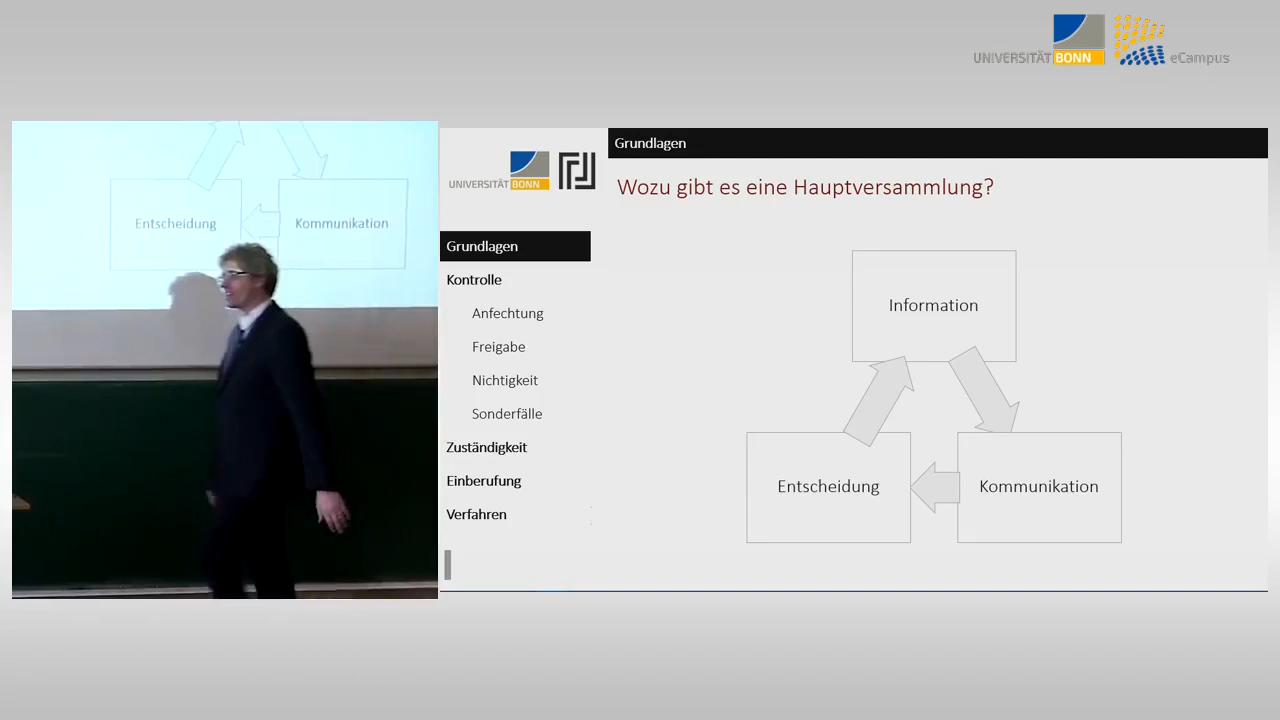 UNIVERSITÄT BONN eCampus
Entscheidung
Kommunikation
UNIVERSITÄT BONN
Grundlagen
Kontrolle
Anfechtung
Freigabe
Nichtigkeit
Sonderfälle
Zuständigkeit
Einberufung
Verfahren
Grundlagen
Wozu gibt es eine Hauptversammlung?
Information
Entscheidung
Kommunikation